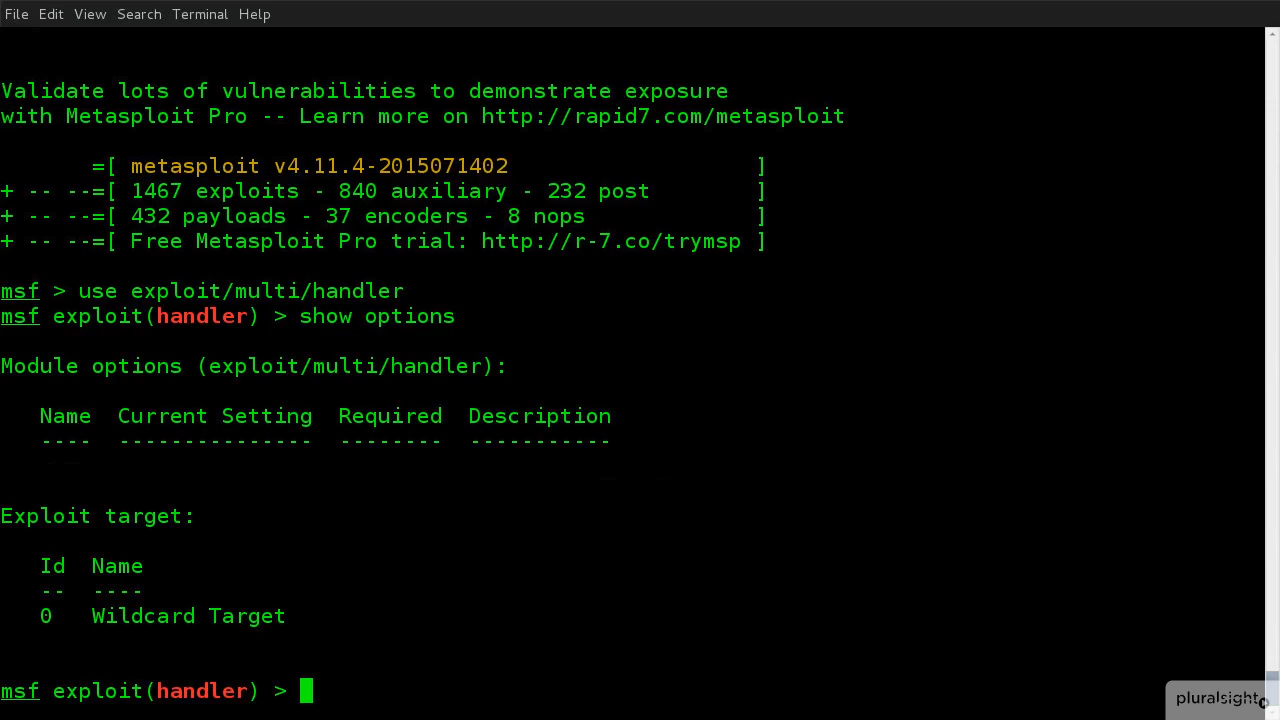 File Edit View Search Terminal Help
Validate lots of vulnerabilities to demonstrate exposure
with Metasploit Pro -- Learn more on http://rapid7.com/metasploit
=[ metasploit v4.11.4-2015071402 ]
+ -- --=[ 1467 exploits - 840 auxiliary - 232 post ]
+ -- --=[ 432 payloads - 37 encoders - 8 nops ]
+ -- --=[ Free Metasploit Pro trial: http://r-7.co/trymsp ]
msf > use exploit/multi/handler
msf exploit(handler) > show options
Module options (exploit/multi/handler):
Name Current Setting Required Description
---- --------------- -------- -----------
Exploit target:
Id Name
-- ----
0 Wildcard Target
msf exploit(handler) >
pluralsight